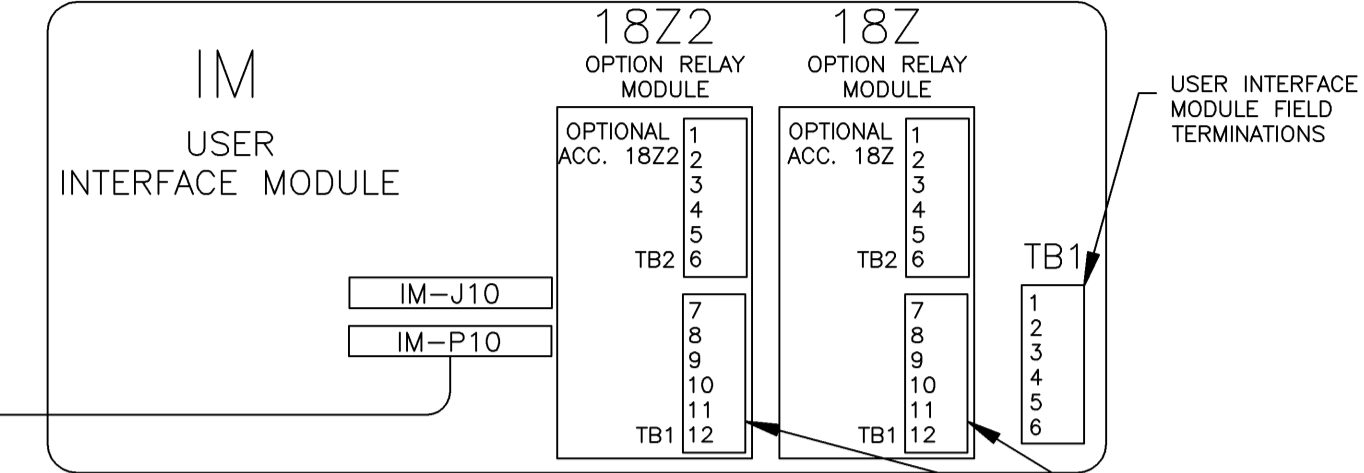 IM
USER
INTERFACE MODULE
IM-J10
IM-P10
18Z2
OPTION RELAY
MODULE
OPTIONAL
ACC. 18Z2
1
2
3
4
5
TB2 6
7
8
9
10
11
TB1 12
18Z
OPTION RELAY
MODULE
OPTIONAL
ACC. 18Z
1
2
3
4
5
TB2 6
7
8
9
10
11
TB1 12
TB1
1
2
3
4
5
6
USER INTERFACE
MODULE FIELD
TERMINATIONS